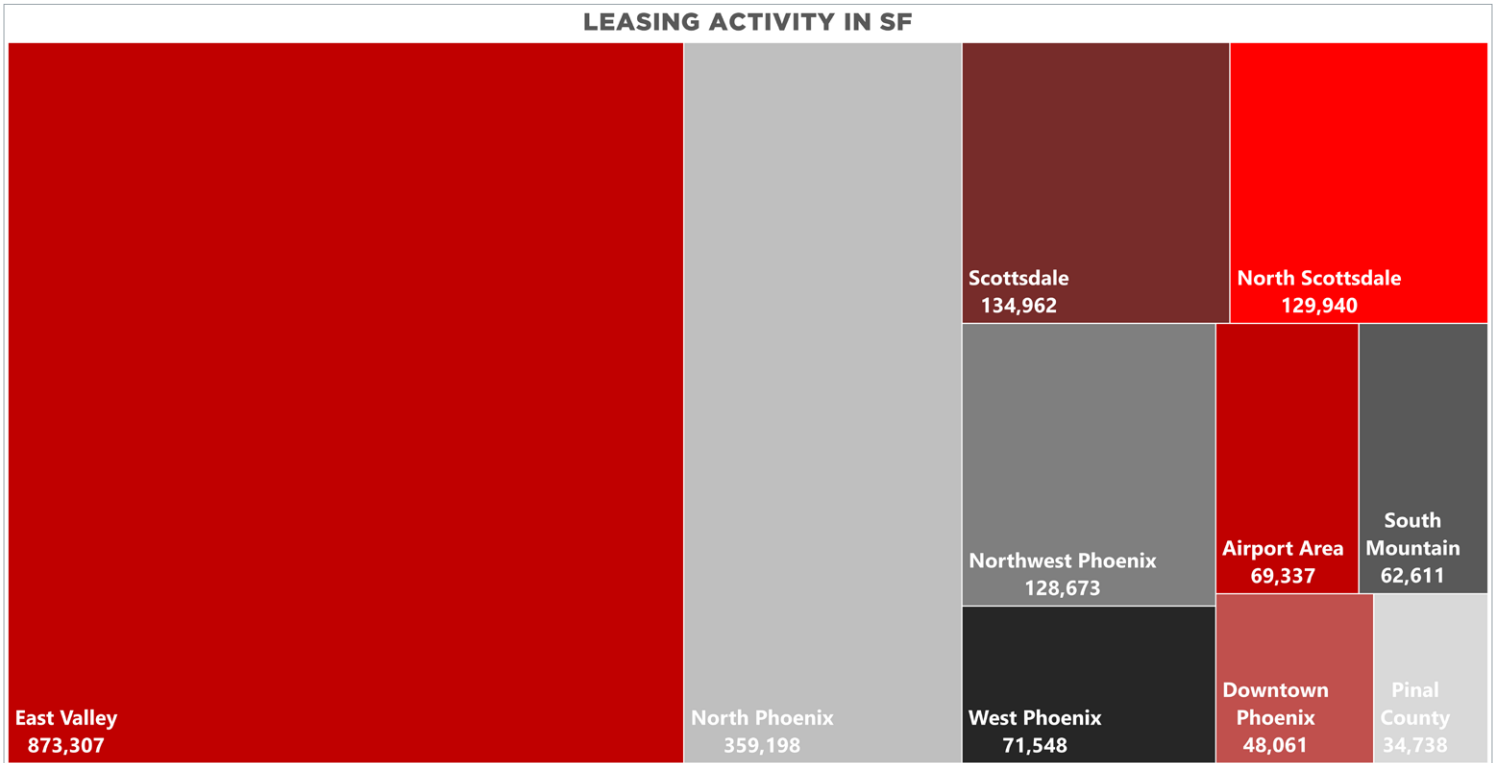 LEASING ACTIVITY IN SF
East Valley
873,307
North Phoenix
359,198
Scottsdale
134,962
North Scottsdale
129,940
Northwest Phoenix
128,673
West Phoenix
71,548
Airport Area
69,337
South
Mountain
62,611
Downtown
Phoenix
48,061
Pinal
County
34,738